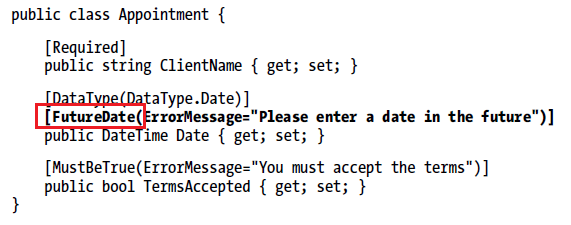 public class Appointment {
[Required]
public string ClientName { get; set; }
[DataType(DataType.Date)]
[FutureDate(ErrorMessage="Please enter a date in the future")]
public DateTime Date { get; set; }
[MustBeTrue(ErrorMessage="You must accept the terms")]
public bool TermsAccepted { get; set; }
}